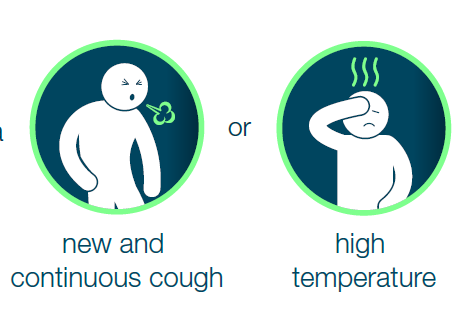 or
new and
continuous cough
high
temperature